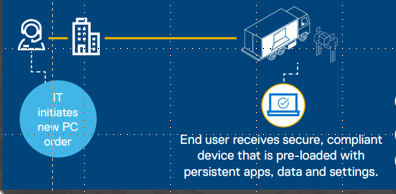 IT
initiates
new PC
order
End user receives secure, compliant
device that is pre-loaded with
persistent apps, data and settings.